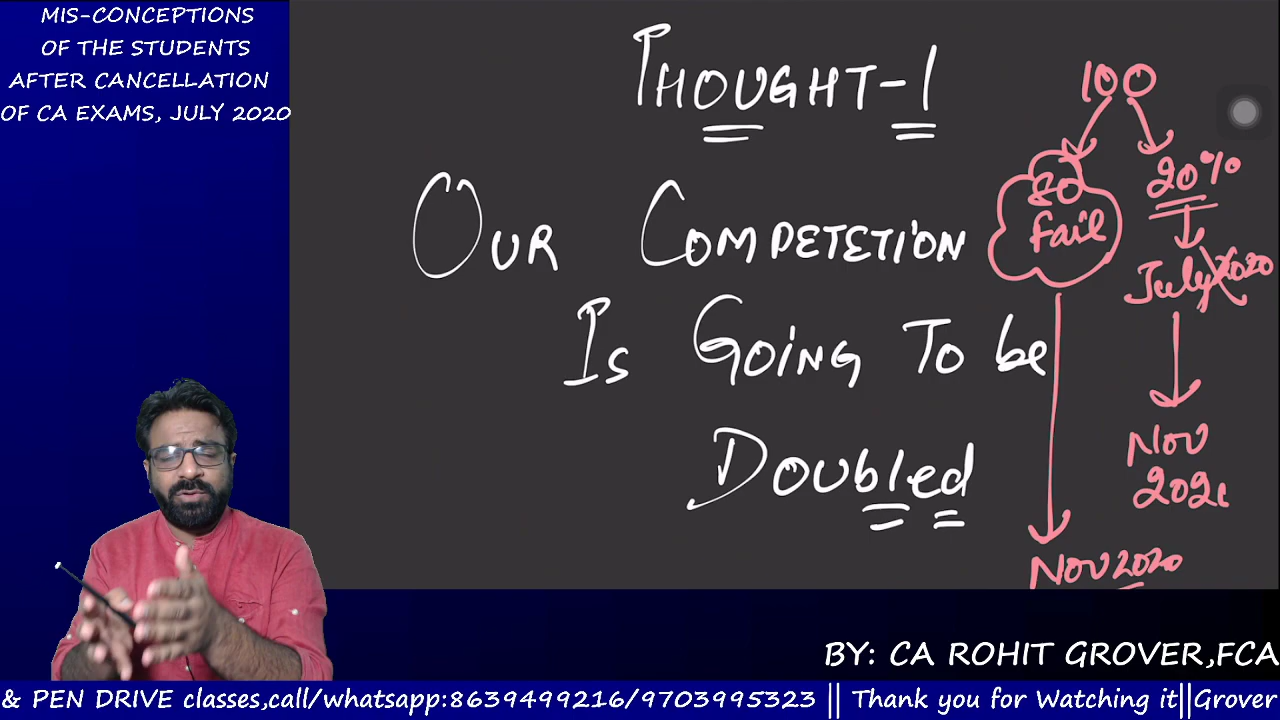 MIS-CONCEPTIONS
OF THE STUDENTS
AFTER CANCELLATION
OF CA EXAMS, JULY 2020
THOUGHT-1
OUR COMPETETION
IS GOING TO be
DOUBLED
100
80
fail
20%
July 2020
NOV
2020
NOV 2020
BY: CA ROHIT GROVER,FCA
& PEN DRIVE classes,call/whatsapp:8639499216/9703995323 || Thank you for Watching it||Grover